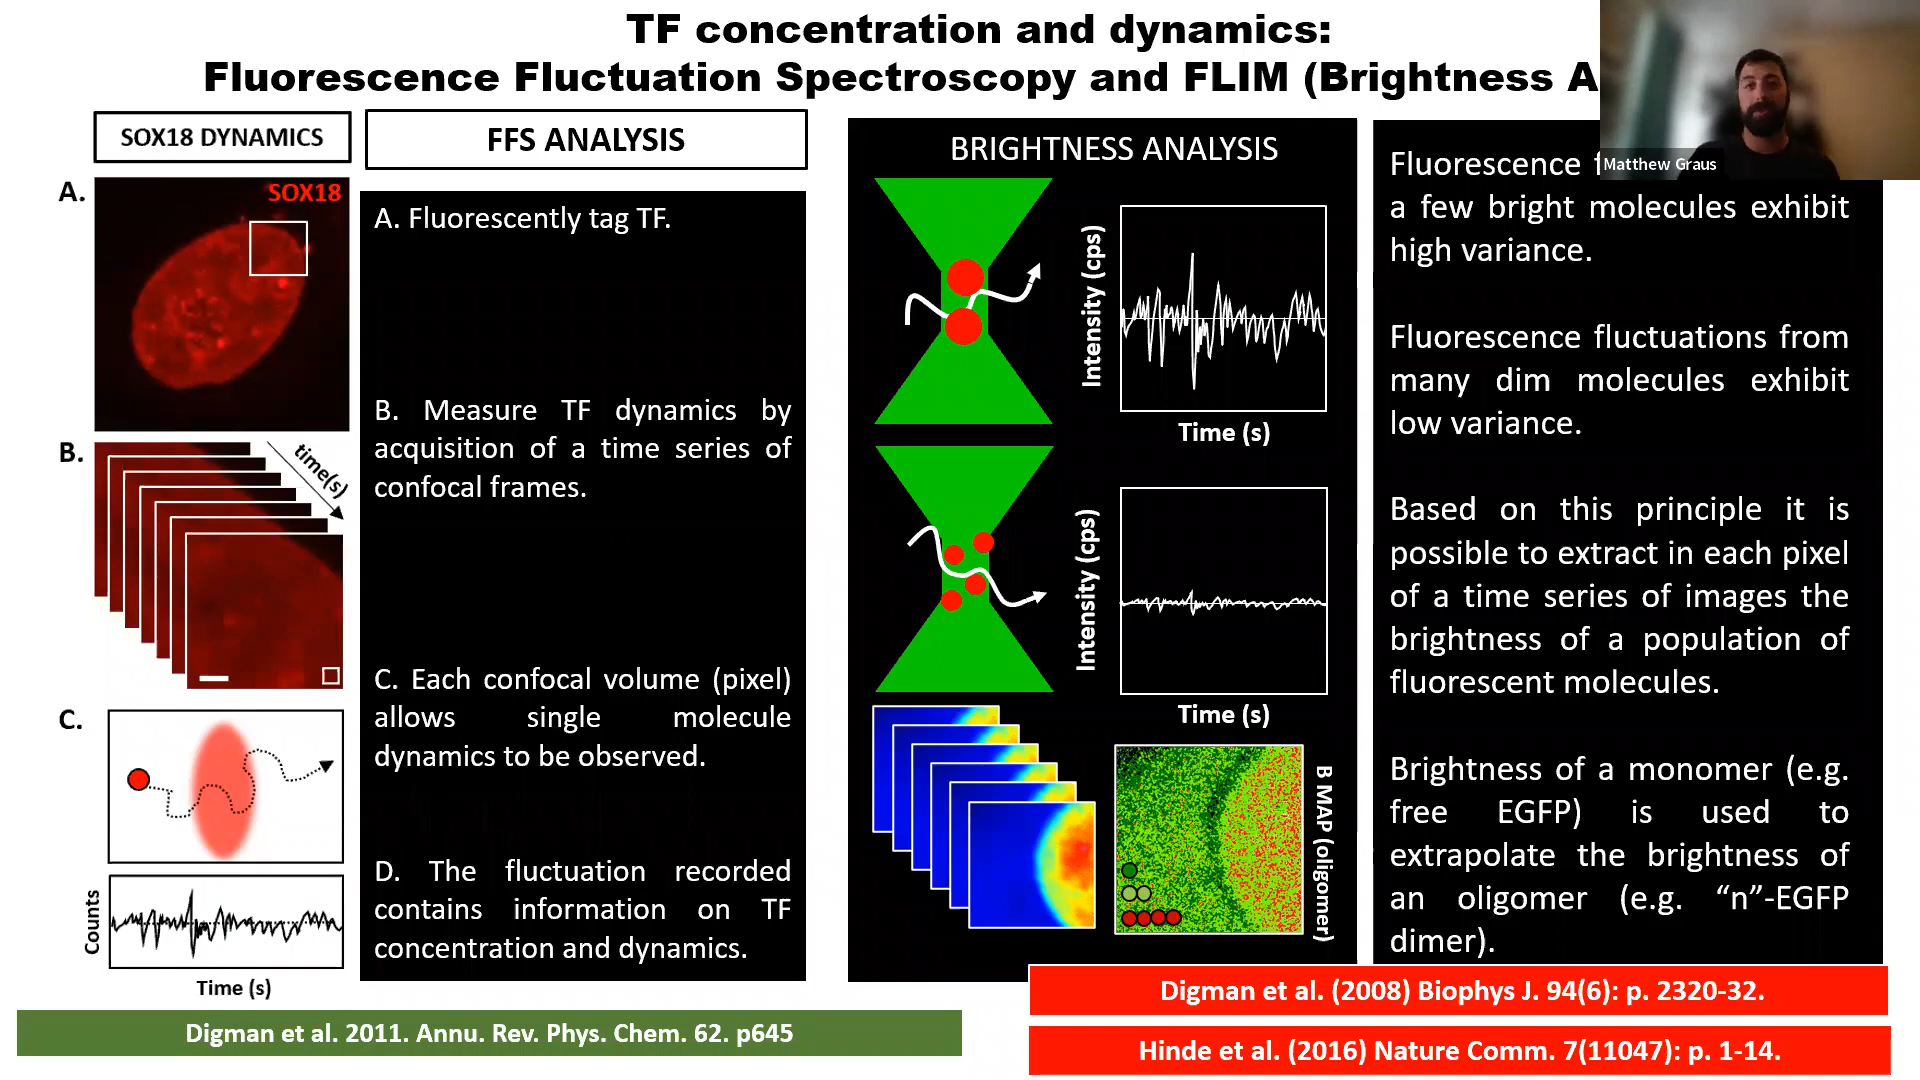 TF concentration and dynamics:
Fluorescence Fluctuation Spectroscopy and FLIM (Brightness A
Matthew Graus
SOX18 DYNAMICS
A.
SOX18
B.
time(s)
C.
Counts
Time (s)
FFS ANALYSIS
A. Fluorescently tag TF.
B. Measure TF dynamics by
acquisition of a time series of
confocal frames.
C. Each confocal volume (pixel)
allows single molecule
dynamics to be observed.
D. The fluctuation recorded
contains information on TF
concentration and dynamics.
BRIGHTNESS ANALYSIS
Intensity (cps)
Time (s)
Intensity (cps)
Time (s)
B MAP (oligomer)
Fluorescence f
a few bright molecules exhibit
high variance.
Fluorescence fluctuations from
many dim molecules exhibit
low variance.
Based on this principle it is
possible to extract in each pixel
of a time series of images the
brightness of a population of
fluorescent molecules.
Brightness of a monomer (e.g.
free EGFP) is used to
extrapolate the brightness of
an oligomer (e.g. “n”-EGFP
dimer).
Digman et al. 2011. Annu. Rev. Phys. Chem. 62. p645
Digman et al. (2008) Biophys J. 94(6): p. 2320-32.
Hinde et al. (2016) Nature Comm. 7(11047): p. 1-14.